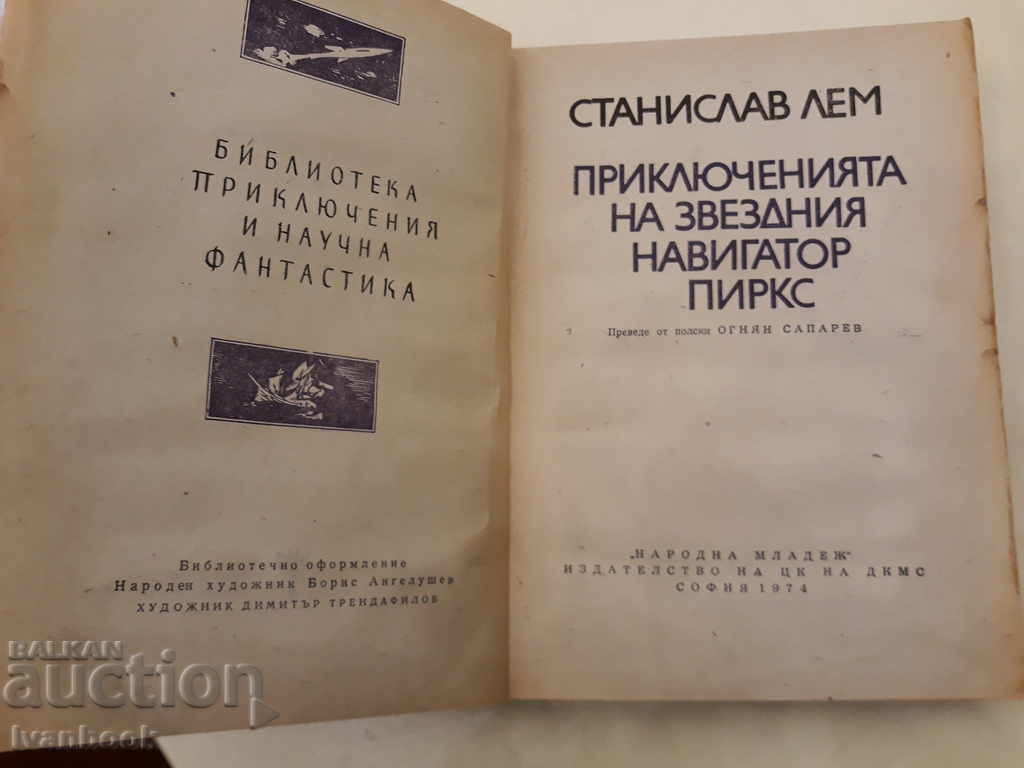 БИБЛИОТЕКА
ПРИКЛЮЧЕНИЯ
И НАУЧНА
ФАНТАСТИКА
Библиотечно оформление
Народен художник Борис Ангелушев
ХУДОЖНИК ДИМИТЪР ТРЕНДАФИЛОВ
СТАНИСЛАВ ЛЕМ
ПРИКЛЮЧЕНИЯТА
НА ЗВЕЗДНИЯ
НАВИГАТОР
ПИРКС
Преведе от полски ОГНЯН САПАРЕВ
„НАРОДНА МЛАДЕЖ"
ИЗДАТЕЛСТВО НА ЦК НА ДКМС
СОФИЯ 1974
BALKAN
auction
Ivanbook